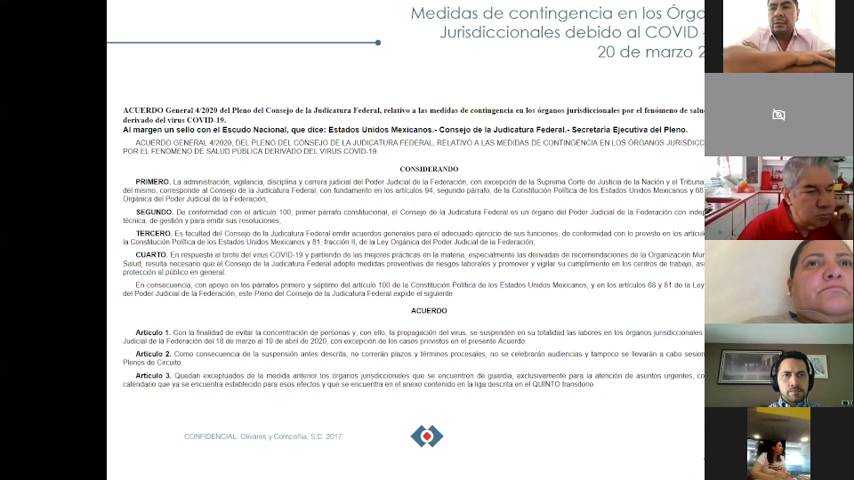 Medidas de contingencia en los Órga
Jurisdiccionales debido al COVID -
20 de marzo 2
ACUERDO General 4/2020 del Pleno del Consejo de la Judicatura Federal, relativo a las medidas de contingencia en los órganos jurisdiccionales por el fenómeno de salu
derivado del virus COVID-19.
Al margen un sello con el Escudo Nacional, que dice: Estados Unidos Mexicanos.- Consejo de la Judicatura Federal.- Secretaría Ejecutiva del Pleno.
ACUERDO GENERAL 4/2020, DEL PLENO DEL CONSEJO DE LA JUDICATURA FEDERAL, RELATIVO A LAS MEDIDAS DE CONTINGENCIA EN LOS ÓRGANOS JURISDICC
POR EL FENÓMENO DE SALUD PÚBLICA DERIVADO DEL VIRUS COVID-19.
CONSIDERANDO
PRIMERO. La administración, vigilancia, disciplina y carrera judicial del Poder Judicial de la Federación, con excepción de la Suprema Corte de Justicia de la Nación y el Tribuna
del mismo, corresponde al Consejo de la Judicatura Federal, con fundamento en los artículos 94, segundo párrafo, de la Constitución Política de los Estados Unidos Mexicanos y 68
Orgánica del Poder Judicial de la Federación;
SEGUNDO. De conformidad con el artículo 100, primer párrafo constitucional, el Consejo de la Judicatura Federal es un órgano del Poder Judicial de la Federación con indep
técnica, de gestión y para emitir sus resoluciones;
TERCERO. Es facultad del Consejo de la Judicatura Federal emitir acuerdos generales para el adecuado ejercicio de sus funciones, de conformidad con lo previsto en los artícul
la Constitución Política de los Estados Unidos Mexicanos y 81, fracción II, de la Ley Orgánica del Poder Judicial de la Federación;
CUARTO. En respuesta al brote del virus COVID-19 y partiendo de las mejores prácticas en la materia, especialmente las derivadas de recomendaciones de la Organización Mun
Salud, resulta necesario que el Consejo de la Judicatura Federal adopte medidas preventivas de riesgos laborales y promover y vigilar su cumplimiento en los centros de trabajo, as
protección al público en general.
En consecuencia, con apoyo en los párrafos primero y séptimo del artículo 100 de la Constitución Política de los Estados Unidos Mexicanos, y en los artículos 68 y 81 de la Ley
del Poder Judicial de la Federación, este Pleno del Consejo de la Judicatura Federal expide el siguiente
ACUERDO
Artículo 1. Con la finalidad de evitar la concentración de personas y, con ello, la propagación del virus, se suspenden en su totalidad las labores en los órganos jurisdiccionales
Judicial de la Federación del 18 de marzo al 19 de abril de 2020, con excepción de los casos previstos en el presente Acuerdo.
Artículo 2. Como consecuencia de la suspensión antes descrita, no correrán plazos y términos procesales, no se celebrarán audiencias y tampoco se llevarán a cabo sesion
Plenos de Circuito.
Artículo 3. Quedan exceptuados de la medida anterior los órganos jurisdiccionales que se encuentren de guardia, exclusivamente para la atención de asuntos urgentes, co
calendario que ya se encuentra establecido para esos efectos y que se encuentra en el anexo contenido en la liga descrita en el QUINTO transitorio.
CONFIDENCIAL. Olivares y Compañía, S.C. 2017